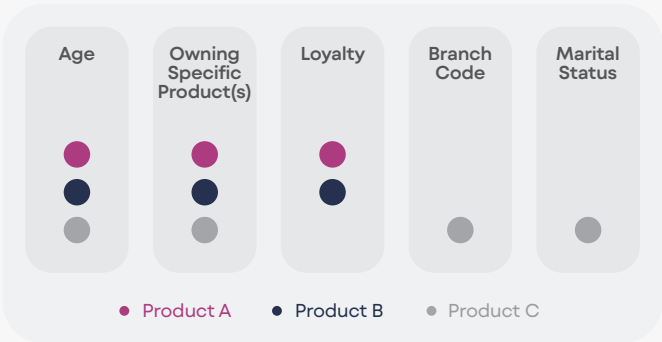 Age
Owning
Specific
Product(s)
Loyalty
Branch
Code
Marital
Status
Product A
Product B
Product C